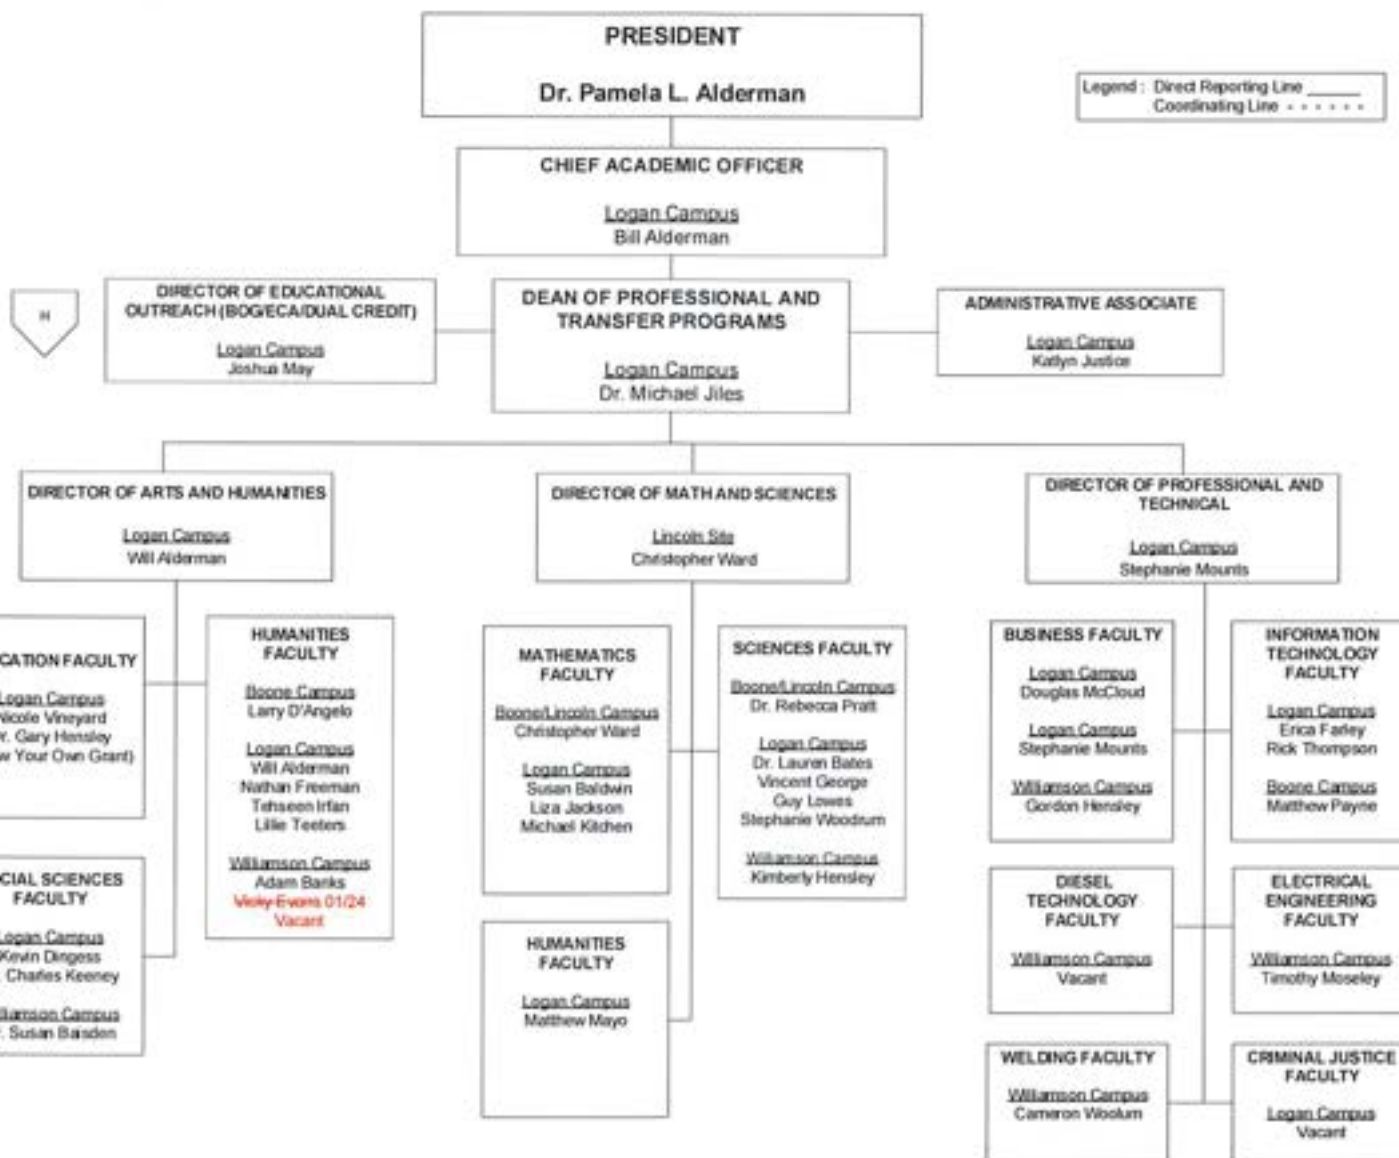 PRESIDENT
Dr. Pamela L. Alderman
Legend : Direct Reporting Line ______
Coordinating Line - - - - - -
CHIEF ACADEMIC OFFICER
Logan Campus
Bill Alderman
H
DIRECTOR OF EDUCATIONAL
OUTREACH (BOG/ECA/DUAL CREDIT)
Logan Campus
Joshua May
DEAN OF PROFESSIONAL AND
TRANSFER PROGRAMS
Logan Campus
Dr. Michael Jiles
ADMINISTRATIVE ASSOCIATE
Logan Campus
Katlyn Justice
DIRECTOR OF ARTS AND HUMANITIES
Logan Campus
Will Alderman
DIRECTOR OF MATH AND SCIENCES
Lincoln Site
Christopher Ward
DIRECTOR OF PROFESSIONAL AND
TECHNICAL
Logan Campus
Stephanie Mounts
CATION FACULTY
Logan Campus
Nicole Vineyard
r. Gary Hensley
w Your Own Grant)
HUMANITIES
FACULTY
Boone Campus
Larry D'Angelo
Logan Campus
Will Alderman
Nathan Freeman
Tehseen Irfan
Lillie Teeters
Williamson Campus
Adam Banks
Vicky Evans 01/24
Vacant
MATHEMATICS
FACULTY
Boone/Lincoln Campus
Christopher Ward
Logan Campus
Susan Baldwin
Liza Jackson
Michael Kitchen
SCIENCES FACULTY
Boone/Lincoln Campus
Dr. Rebecca Pratt
Logan Campus
Dr. Lauren Bates
Vincent George
Guy Lowes
Stephanie Woodrum
Williamson Campus
Kimberly Hensley
BUSINESS FACULTY
Logan Campus
Douglas McCloud
Logan Campus
Stephanie Mounts
Williamson Campus
Gordon Hensley
INFORMATION
TECHNOLOGY
FACULTY
Logan Campus
Erica Farley
Rick Thompson
Boone Campus
Matthew Payne
CIAL SCIENCES
FACULTY
Logan Campus
Kevin Dingess
. Charles Keeney
lliamson Campus
r. Susan Baisden
HUMANITIES
FACULTY
Logan Campus
Matthew Mayo
DIESEL
TECHNOLOGY
FACULTY
Williamson Campus
Vacant
ELECTRICAL
ENGINEERING
FACULTY
Williamson Campus
Timothy Moseley
WELDING FACULTY
Williamson Campus
Cameron Woolum
CRIMINAL JUSTICE
FACULTY
Logan Campus
Vacant